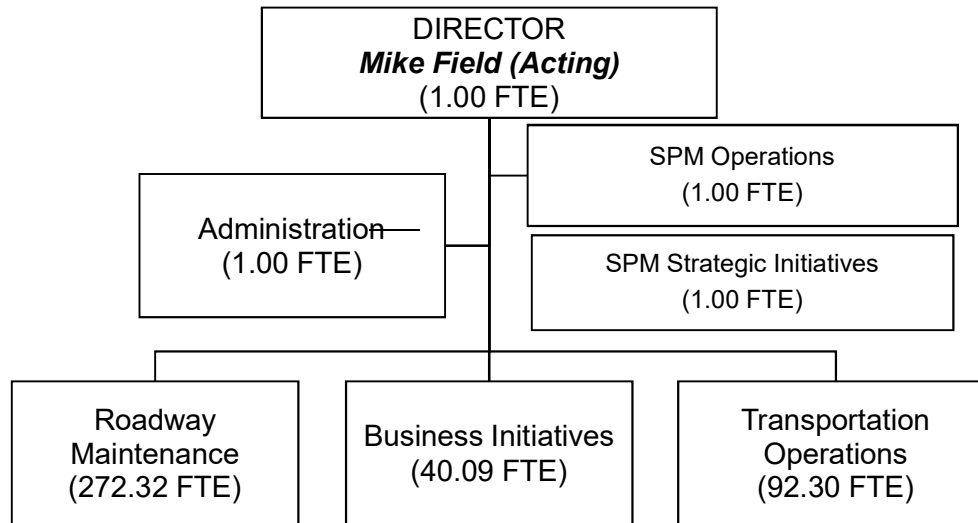 DIRECTOR
Mike Field (Acting)
(1.00 FTE)
SPM Operations
(1.00 FTE)
Administration
(1.00 FTE)
SPM Strategic Initiatives
(1.00 FTE)
Roadway
Maintenance
(272.32 FTE)
Business Initiatives
(40.09 FTE)
Transportation
Operations
(92.30 FTE)